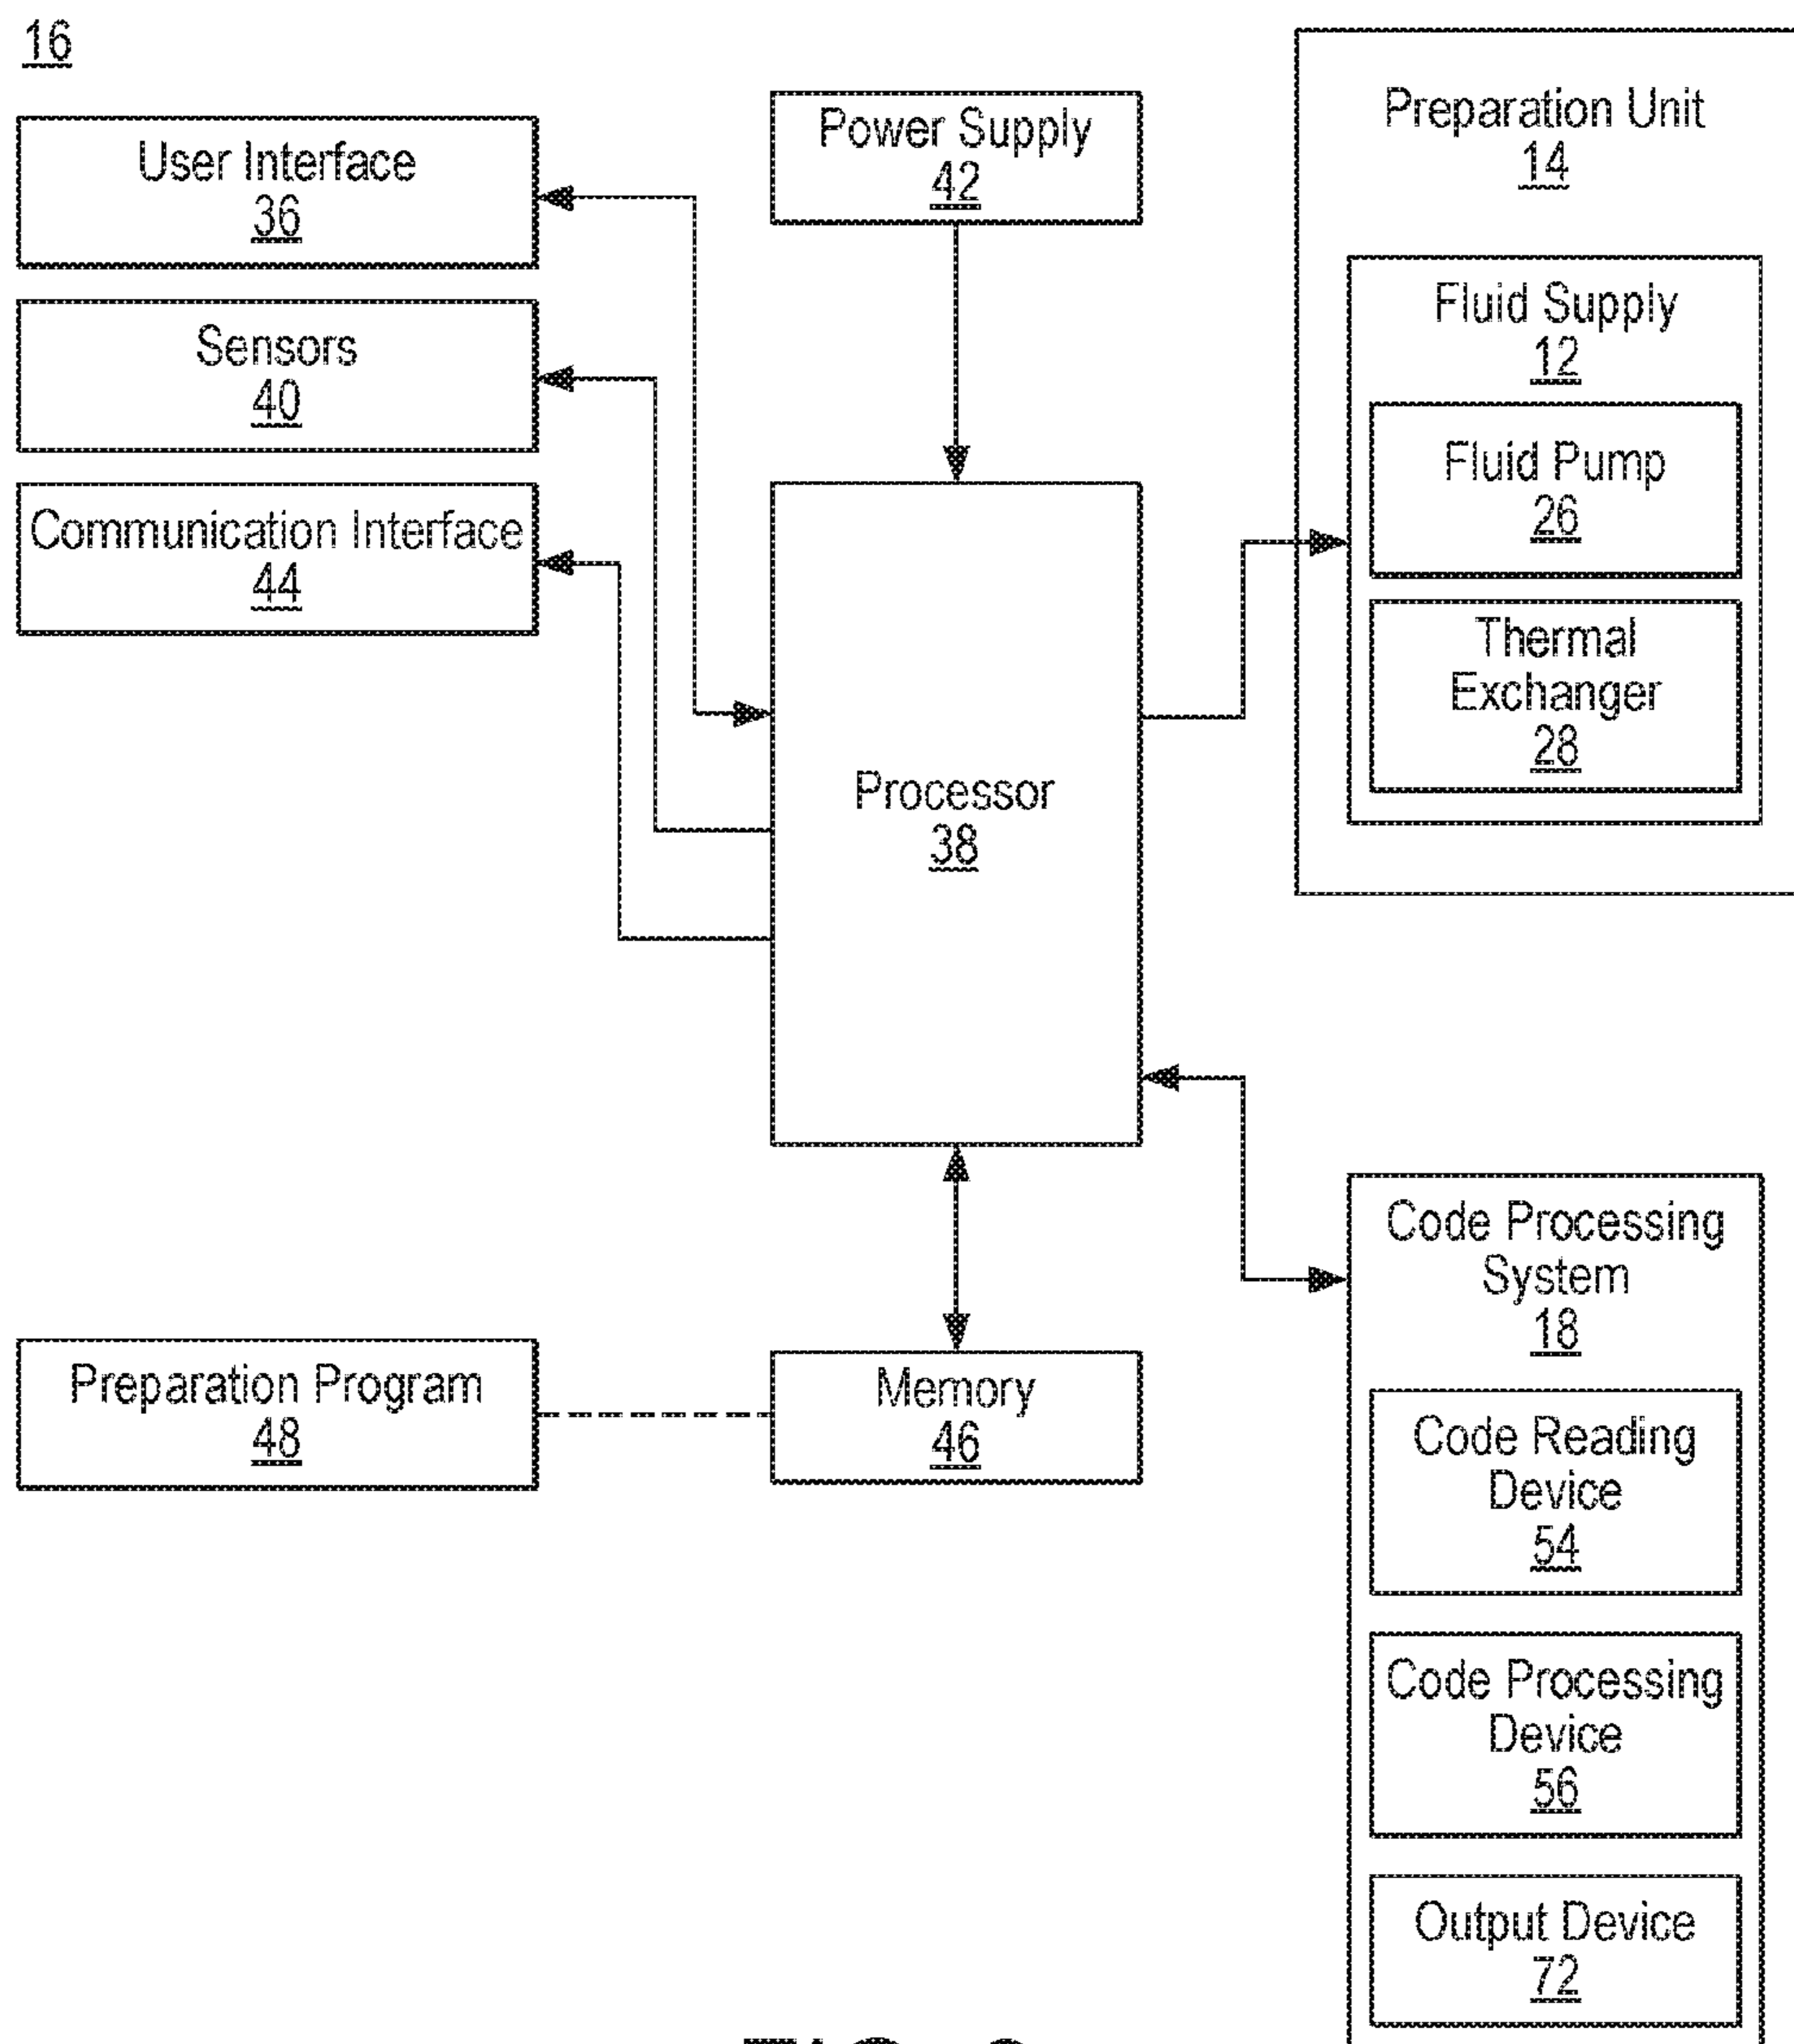 16
User Interface
36
Sensors
40
Communication Interface
44
Power Supply
42
Processor
38
Preparation Unit
14
Fluid Supply
12
Fluid Pump
26
Thermal
Exchanger
28
Preparation Program
48
Memory
46
Code Processing
System
18
Code Reading
Device
54
Code Processing
Device
56
Output Device
72